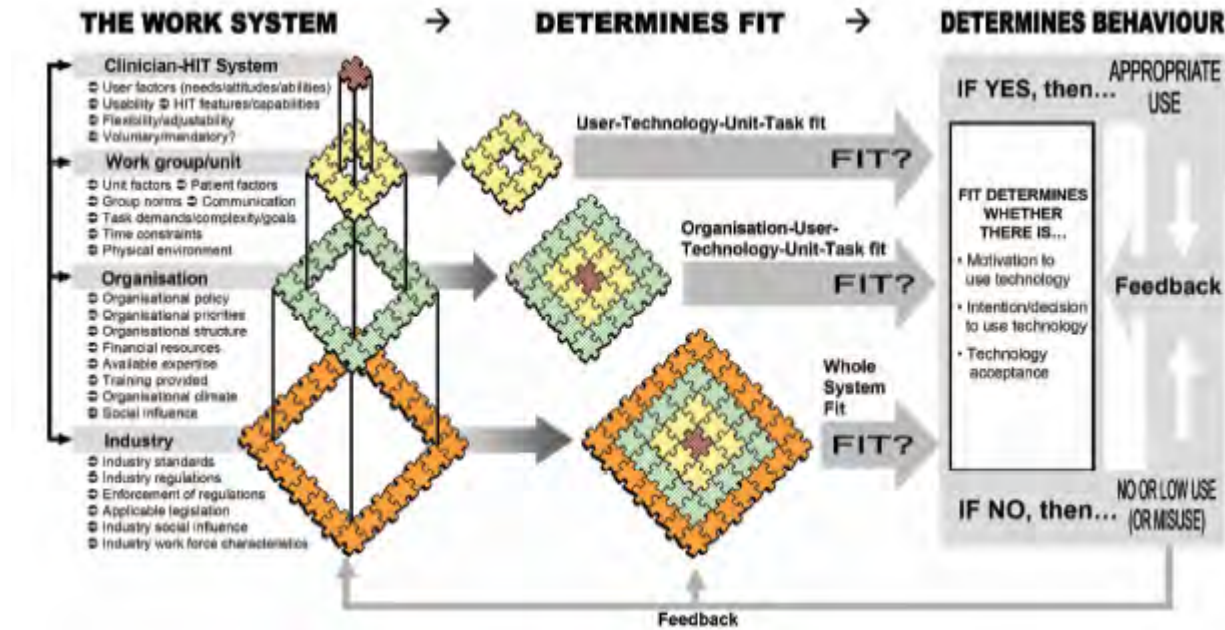 THE WORK SYSTEM → DETERMINES FIT → DETERMINES BEHAVIOUR
Clinician-HIT System
User factors (needs/attitudes/abilities)
Usability HIT features/capabilities
Flexibility/adjustability
Voluntary/mandatory?
Work group/unit
Unit factors Patient factors
Group norms Communication
Task demands/complexity/goals
Time constraints
Physical environment
Organisation
Organisational policy
Organisational priorities
Organisational structure
Financial resources
Available expertise
Training provided
Organisational climate
Social influence
Industry
Industry standards
Industry regulations
Enforcement of regulations
Applicable legislation
Industry social influence
Industry work force characteristics
User-Technology-Unit-Task fit
FIT?
Organisation-User-
Technology-Unit-Task fit
FIT?
Whole
System
Fit
FIT?
IF YES, then...
APPROPRIATE
USE
FIT DETERMINES
WHETHER
THERE IS...
• Motivation to
use technology
• Intention/decision
to use technology
• Technology
acceptance
Feedback
IF NO, then...
NO OR LOW USE
(OR MISUSE)
Feedback